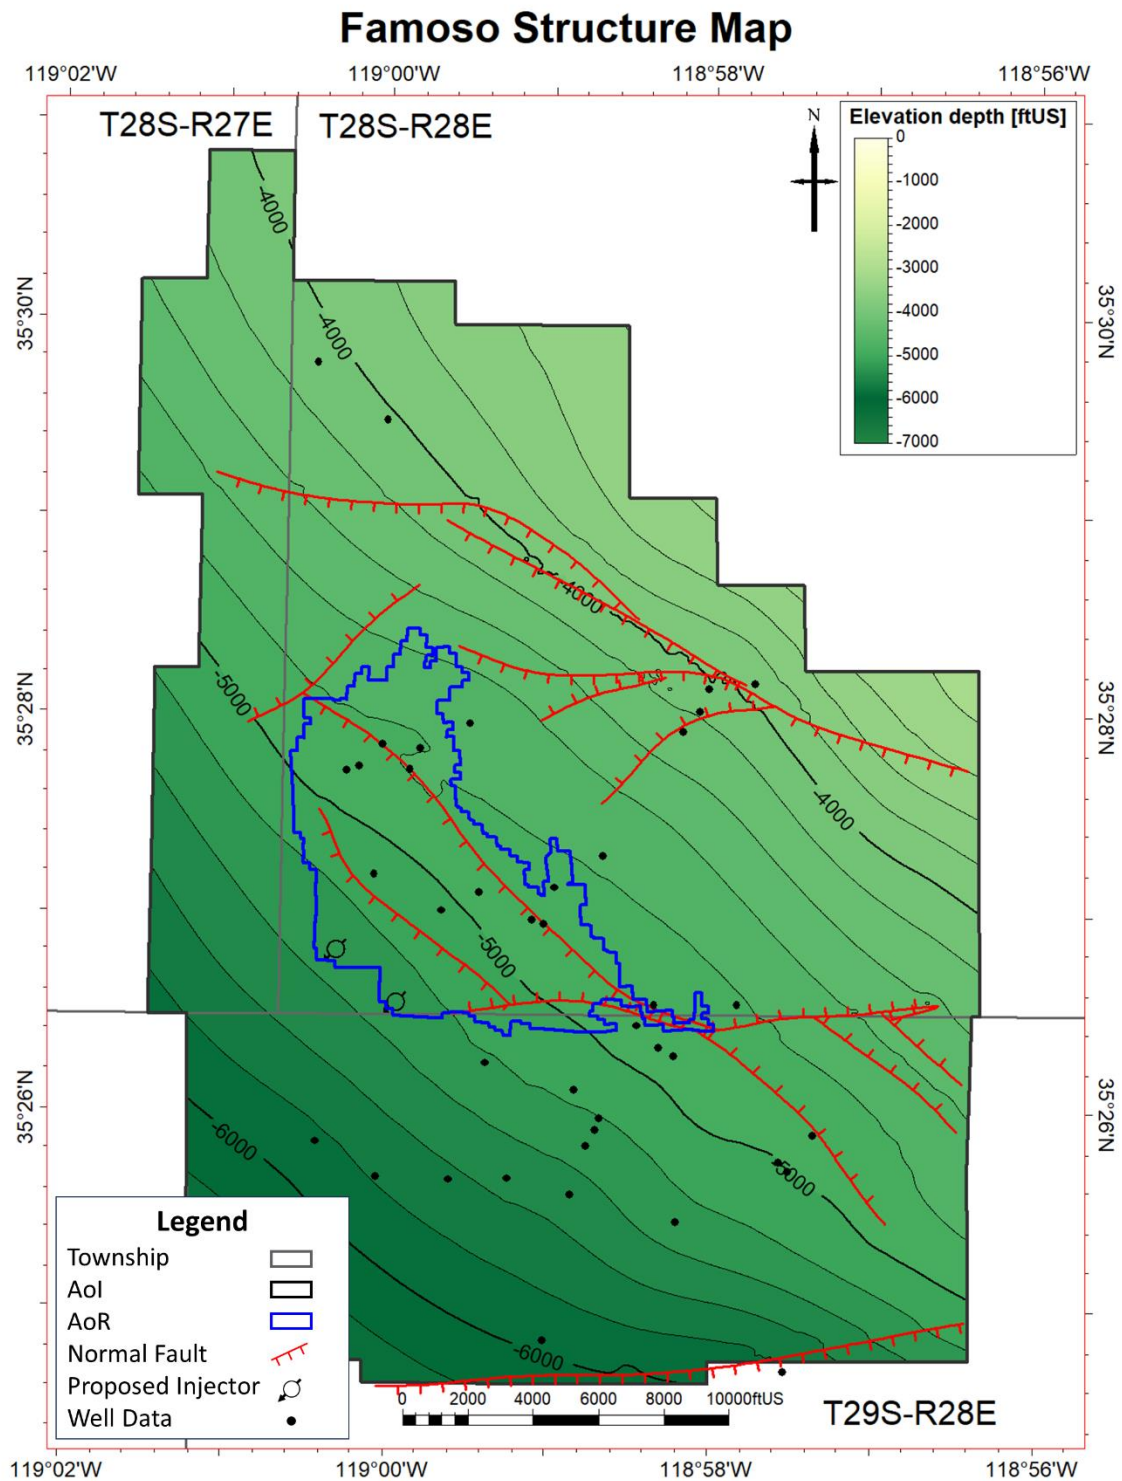 Famoso Structure Map
119°02'W 119°00'W 118°58'W 118°56'W
T28S-R27E T28S-R28E
N
Elevation depth [ftUS]
0
-1000
-2000
-3000
-4000
-5000
-6000
-7000
-4000
35°30'N 35°30'N
-4000
-4000
-5000
35°28'N 35°28'N
-4000
-5000
35°26'N 35°26'N
-6000
-5000
-6000
Legend
Township
AoI
AoR
Normal Fault
Proposed Injector
Well Data
0 2000 4000 6000 8000 10000ftUS
T29S-R28E
119°02'W 119°00'W 118°58'W 118°56'W